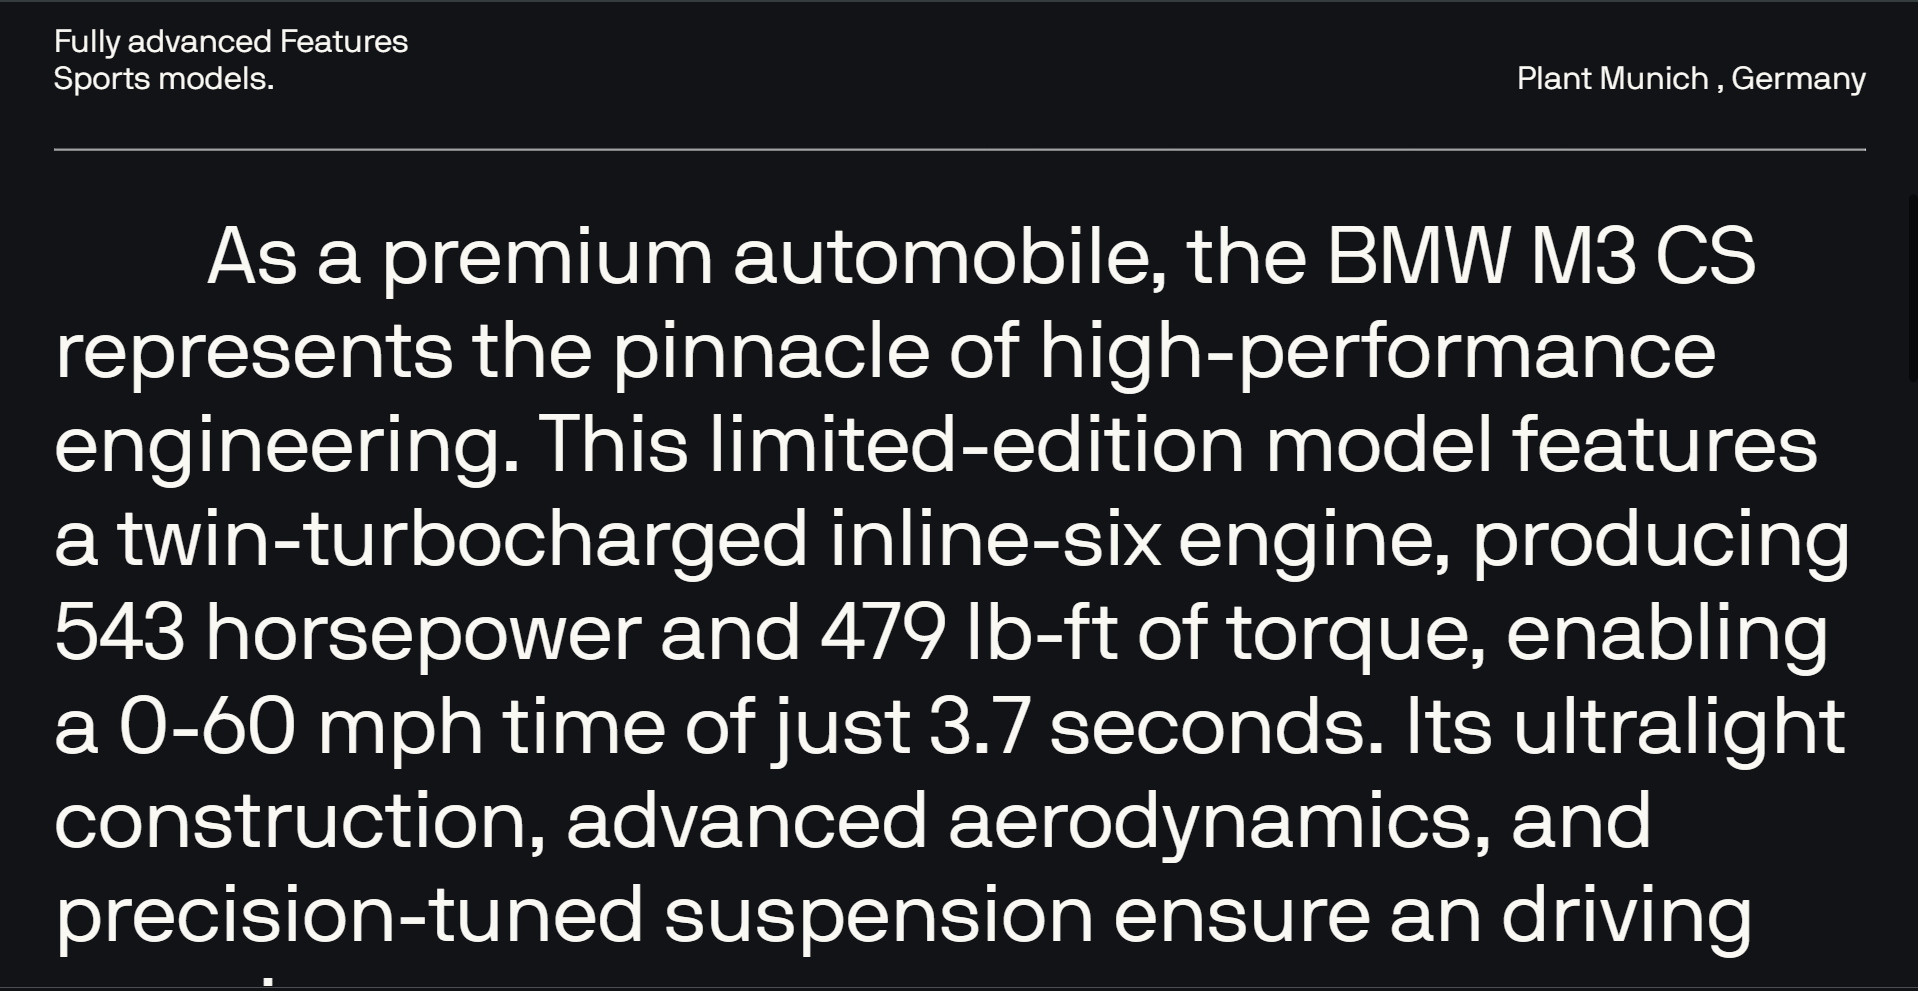 Fully advanced Features
Sports models.
Plant Munich , Germany
As a premium automobile, the BMW M3 CS
represents the pinnacle of high-performance
engineering. This limited-edition model features
a twin-turbocharged inline-six engine, producing
543 horsepower and 479 lb-ft of torque, enabling
a 0-60 mph time of just 3.7 seconds. Its ultralight
construction, advanced aerodynamics, and
precision-tuned suspension ensure an driving